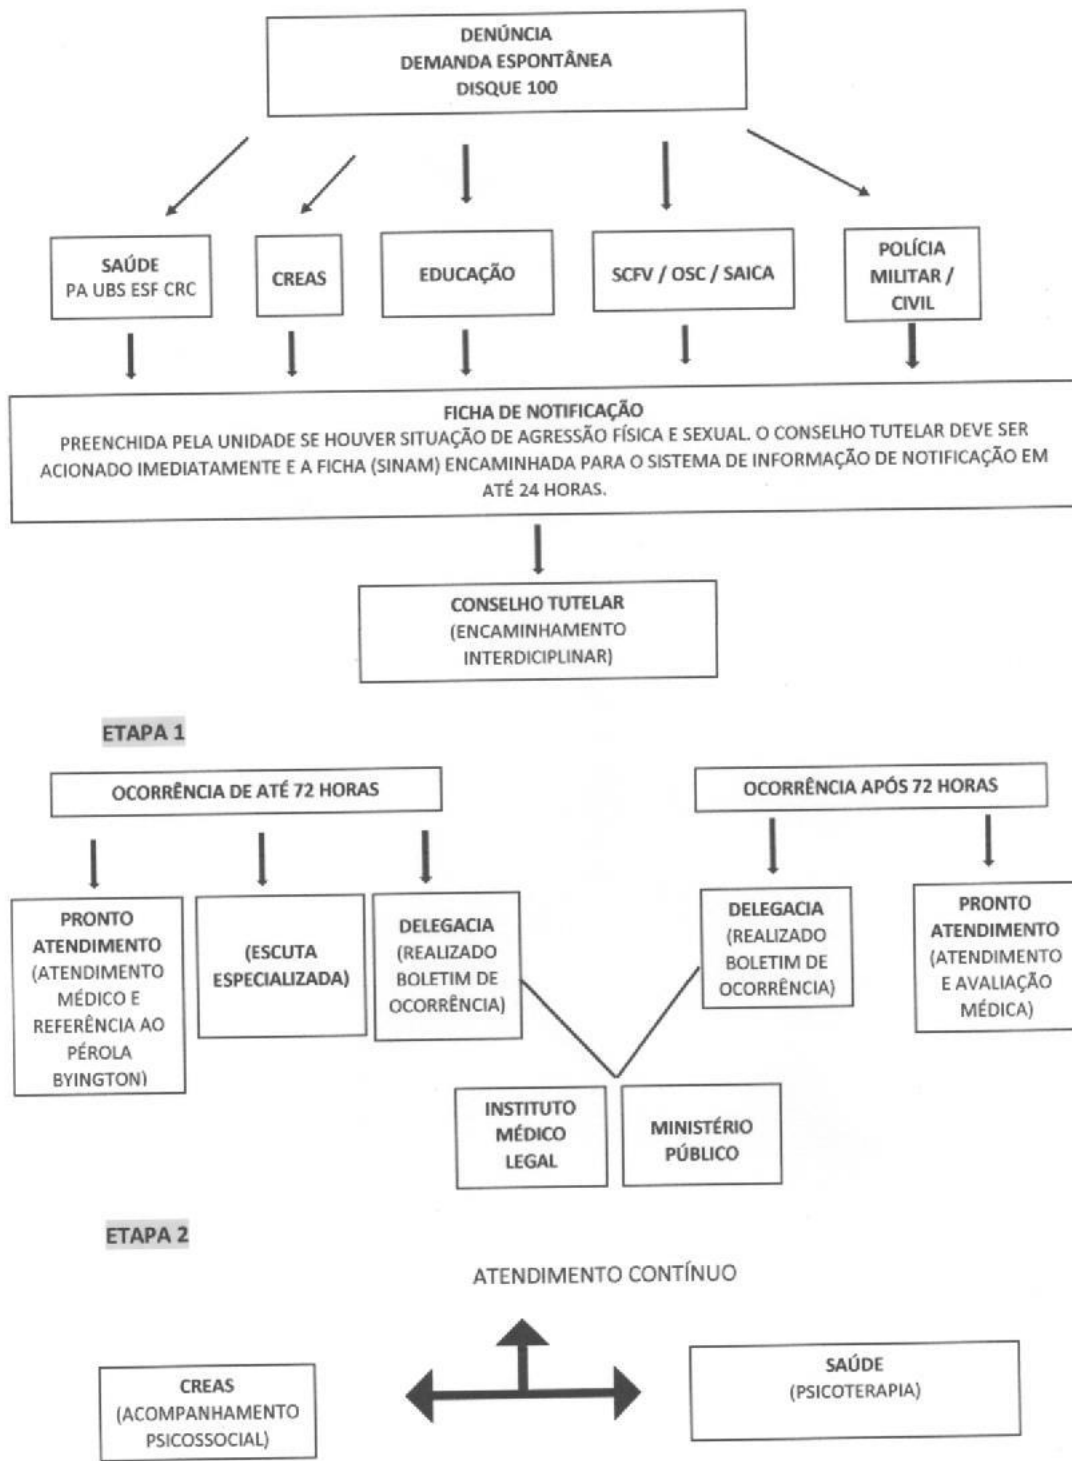 DENÚNCIA
DEMANDA ESPONTÂNEA
DISQUE 100
SAÚDE
PA UBS ESF CRC
CREAS
EDUCAÇÃO
SCFV / OSC / SAICA
POLÍCIA
MILITAR /
CIVIL
FICHA DE NOTIFICAÇÃO
PREENCHIDA PELA UNIDADE SE HOUVER SITUAÇÃO DE AGRESSÃO FÍSICA E SEXUAL. O CONSELHO TUTELAR DEVE SER
ACIONADO IMEDIATAMENTE E A FICHA (SINAM) ENCAMINHADA PARA O SISTEMA DE INFORMAÇÃO DE NOTIFICAÇÃO EM
ATÉ 24 HORAS.
CONSELHO TUTELAR
(ENCAMINHAMENTO
INTERDICIPLINAR)
ETAPA 1
OCORRÊNCIA DE ATÉ 72 HORAS
OCORRÊNCIA APÓS 72 HORAS
PRONTO
ATENDIMENTO
(ATENDIMENTO
MÉDICO E
REFERÊNCIA AO
PÉROLA
BYINGTON)
(ESCUTA
ESPECIALIZADA)
DELEGACIA
(REALIZADO
BOLETIM DE
OCORRÊNCIA)
DELEGACIA
(REALIZADO
BOLETIM DE
OCORRÊNCIA)
PRONTO
ATENDIMENTO
(ATENDIMENTO
E AVALIAÇÃO
MÉDICA)
INSTITUTO
MÉDICO
LEGAL
MINISTÉRIO
PÚBLICO
ETAPA 2
ATENDIMENTO CONTÍNUO
CREAS
(ACOMPANHAMENTO
PSICOSSOCIAL)
SAÚDE
(PSICOTERAPIA)